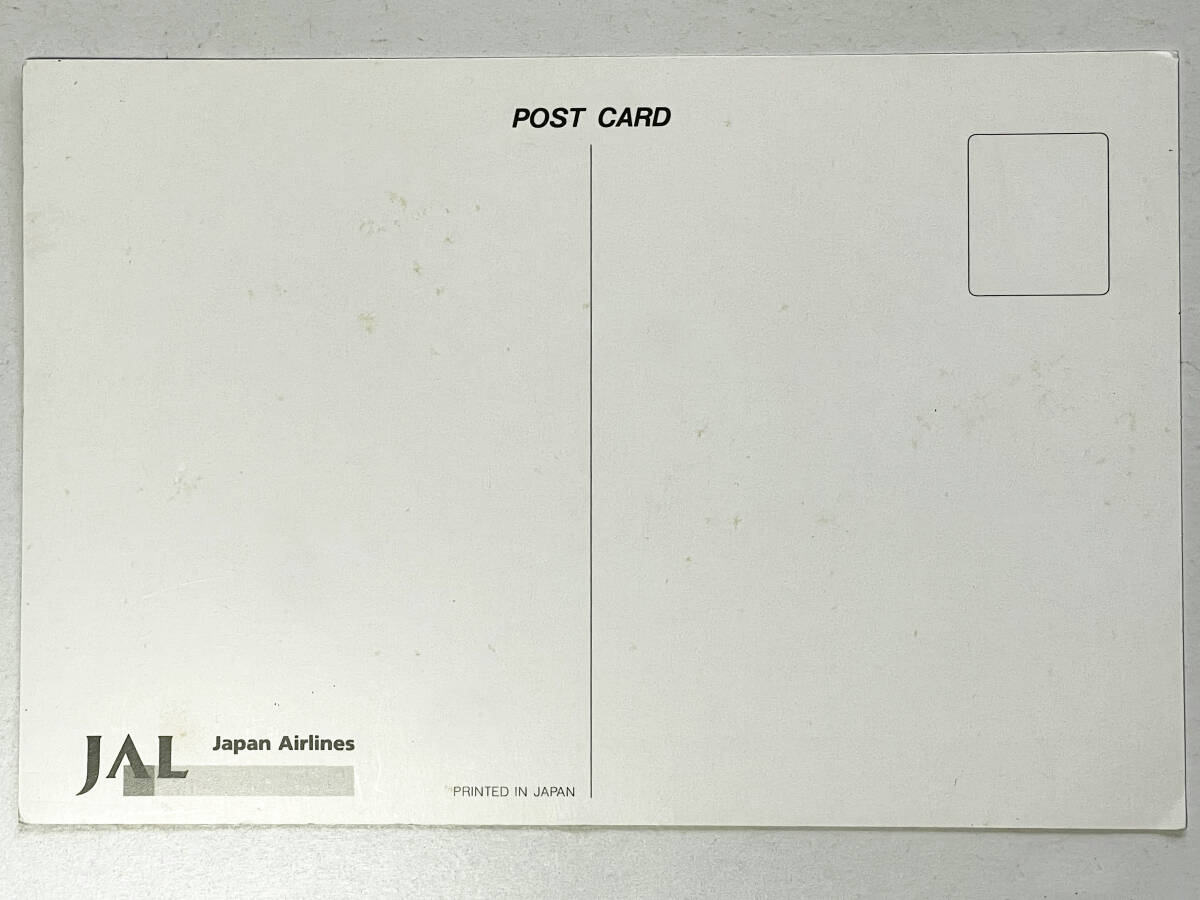 POST CARD
JAL
Japan Airlines
PRINTED IN JAPAN